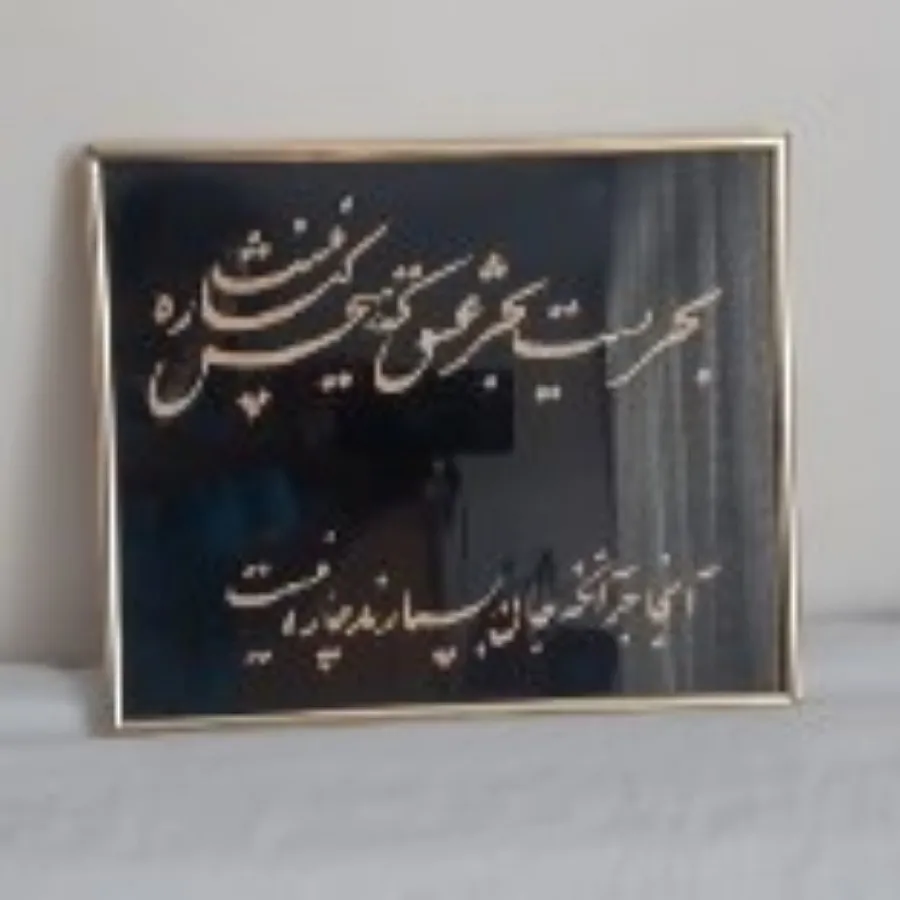 بحریست بحر عشق که هیچش کناره نیست
آنجا جز آنکه جان بسپارند چاره نیست